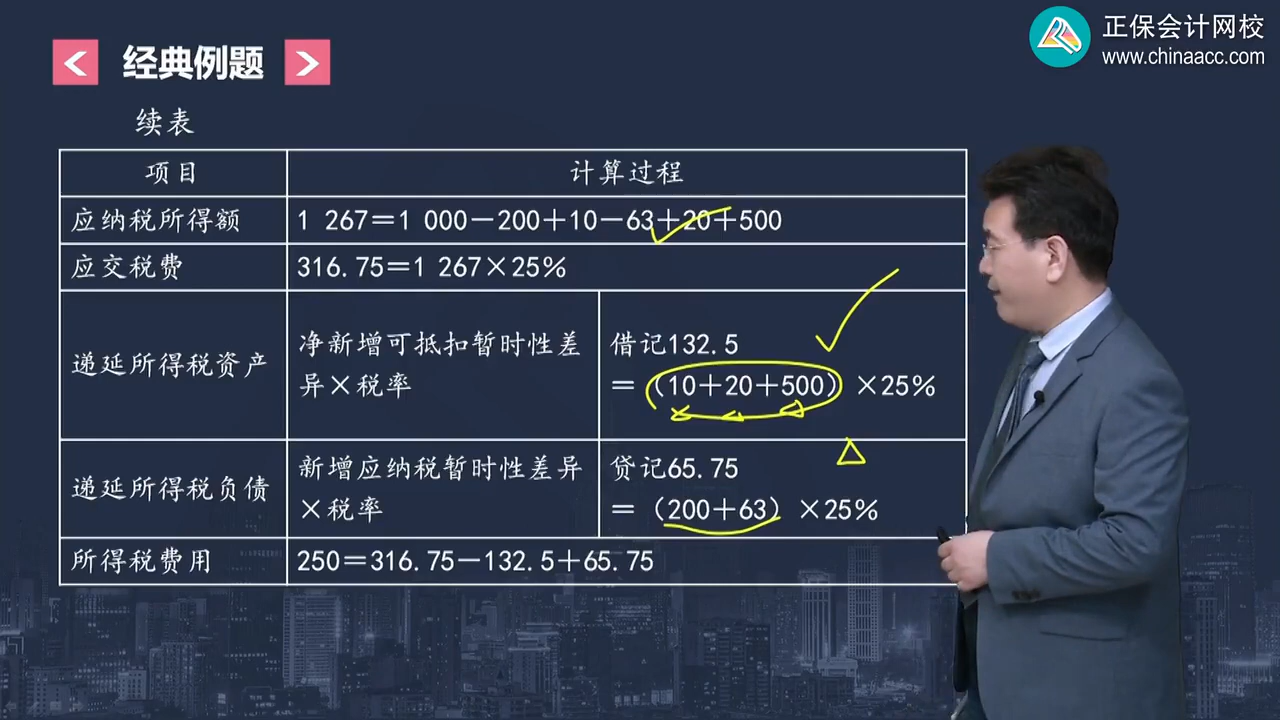 正保会计网校
www.chinaacc.com
经典例题
续表
项目
计算过程
应纳税所得额
1 267=1 000-200+10-63+20+500
应交税费
316.75=1 267×25%
递延所得税资产
净新增可抵扣暂时性差
异×税率
借记132.5
=（10+20+500）×25%
递延所得税负债
新增应纳税暂时性差异
×税率
贷记65.75
=（200+63）×25%
所得税费用
250=316.75-132.5+65.75